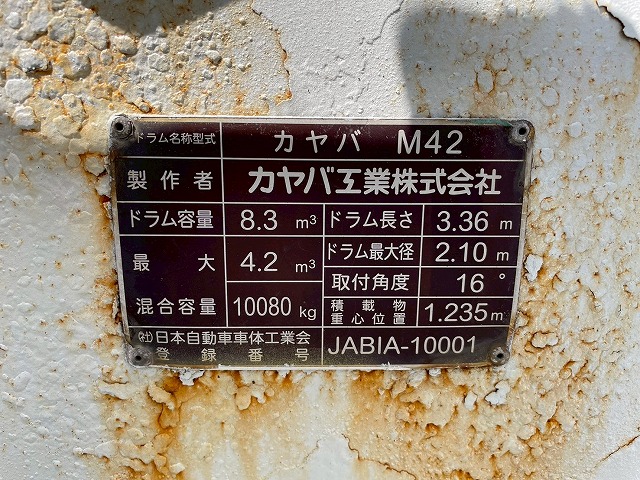 ドラム名称型式 カヤバ M42
製作者 カヤバ工業株式会社
ドラム容量 8.3 m³ ドラム長さ 3.36 m
最大 4.2 m³ ドラム最大径 2.10 m
取付角度 16°
混合容量 10080 kg 積載物 1.235 m
重心位置
㈳日本自動車車体工業会 JABIA-10001
登録番号